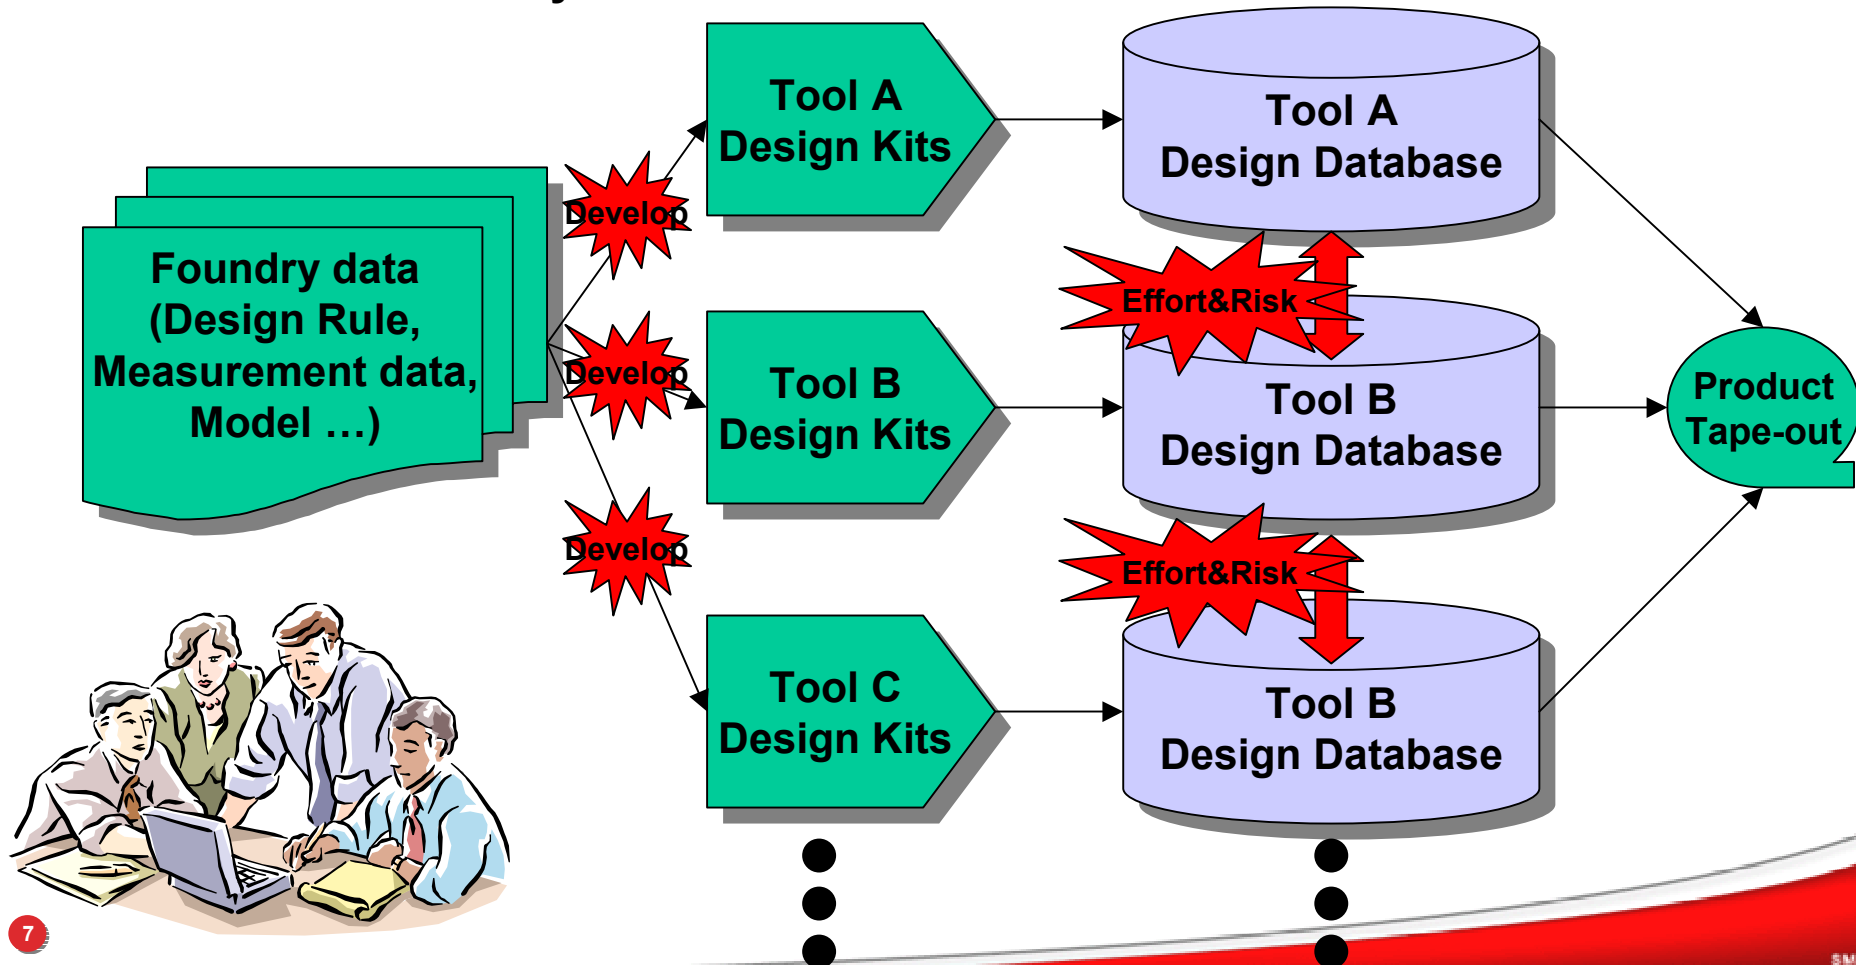 Tool A
Design Kits
Tool A
Design Database
Develop
Foundry data
(Design Rule,
Measurement data,
Model …)
Effort&Risk
Develop
Tool B
Design Kits
Tool B
Design Database
Product
Tape-out
Develop
Effort&Risk
Tool C
Design Kits
Tool B
Design Database
7
SM